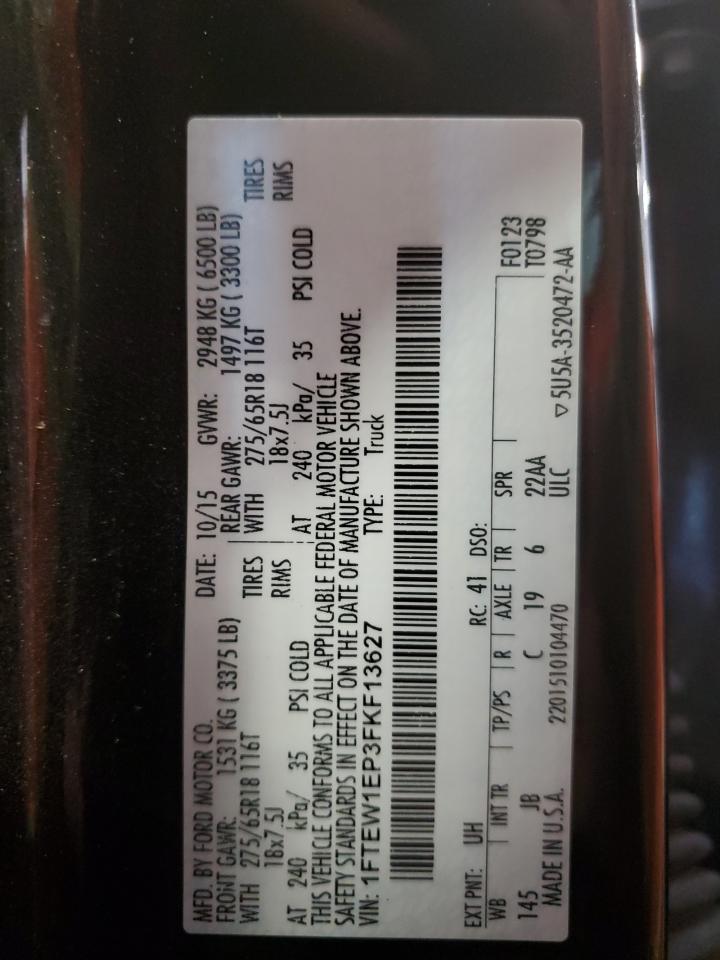 MFD. BY FORD MOTOR CO.
DATE: 10/15 GVWR: 2948 KG ( 6500 LB)
FRONT GAWR: 1531 KG ( 3375 LB) REAR GAWR: 1497 KG ( 3300 LB)
WITH 275/65R18 116T TIRES WITH 275/65R18 116T TIRES
18x7.5J RIMS 18x7.5J RIMS
AT 240 kPa/ 35 PSI COLD AT 240 kPa/ 35 PSI COLD
THIS VEHICLE CONFORMS TO ALL APPLICABLE FEDERAL MOTOR VEHICLE
SAFETY STANDARDS IN EFFECT ON THE DATE OF MANUFACTURE SHOWN ABOVE.
VIN: 1FTEW1EP3FKF13627 TYPE: Truck
EXT PNT: UH RC: 41 DSO:
WB INT TR TP/PS R AXLE TR SPR F0123
145 JB C 19 6 22AA T0798
ULC
MADE IN U.S.A. 2201510104470 ▽5U5A-3520472-AA